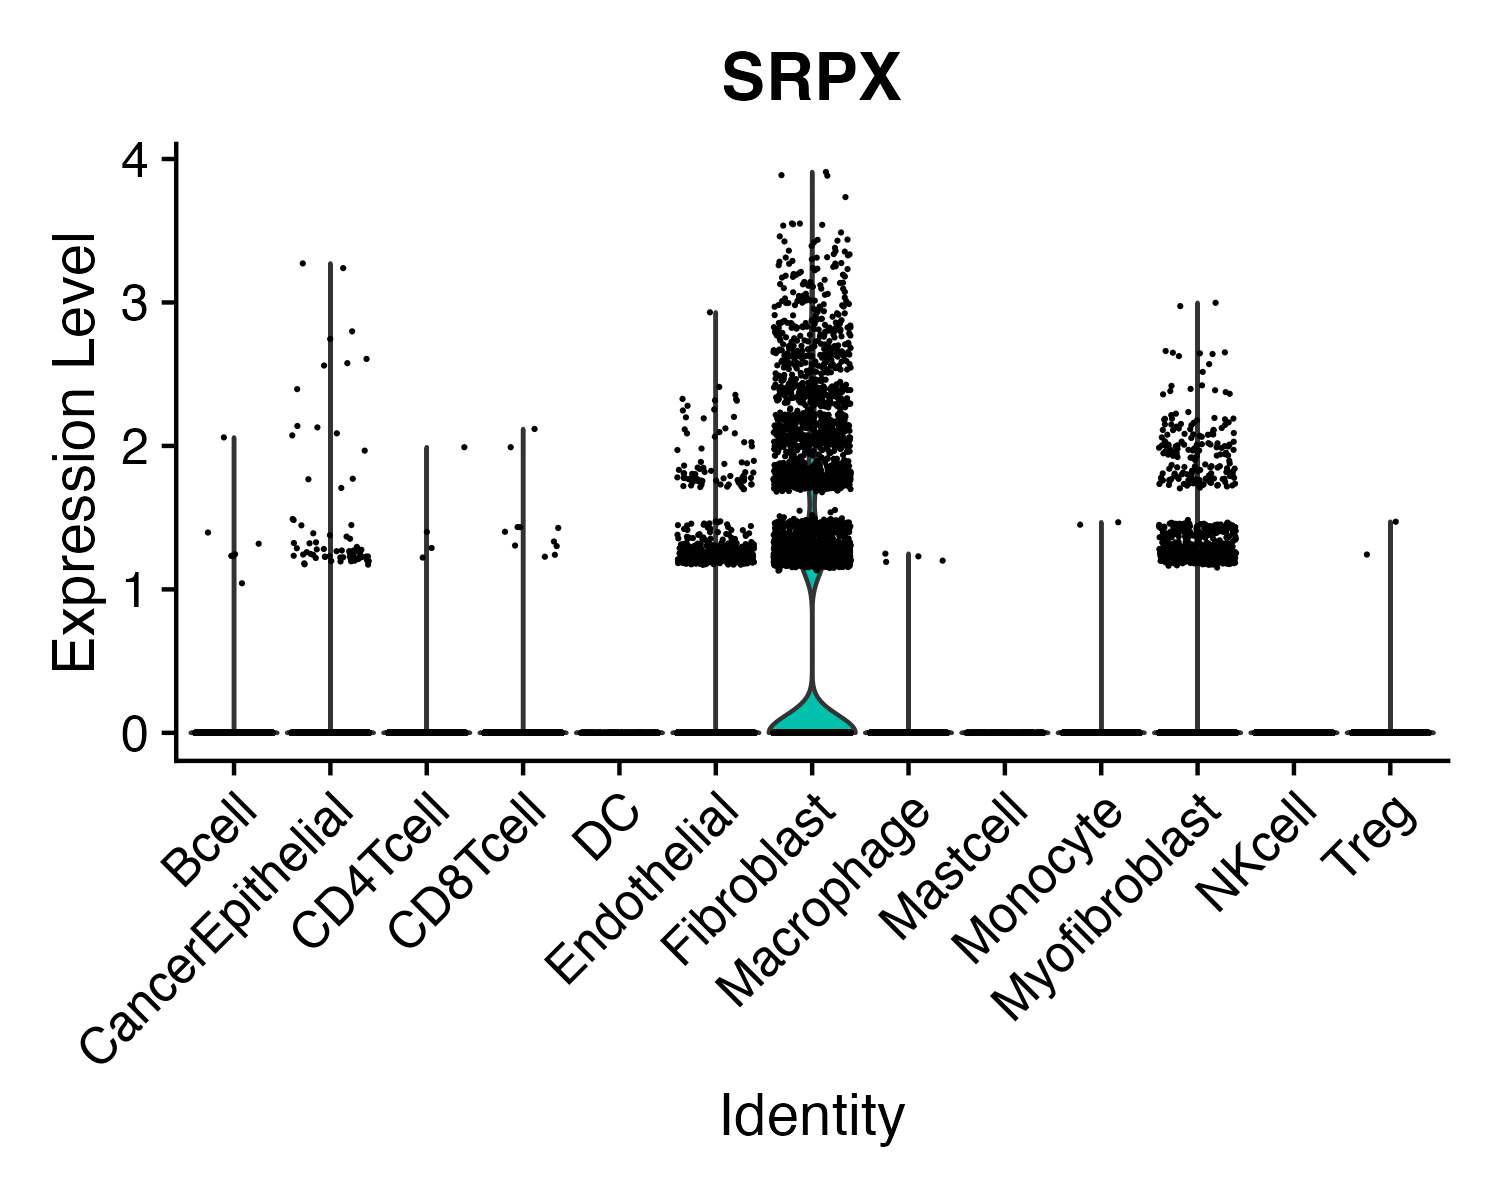 SRPX
Expression Level
4
3
2
1
0
Bcell
CancerEpithelial
CD4Tcell
CD8Tcell
DC
Endothelial
Fibroblast
Macrophage
Mastcell
Monocyte
Myofibroblast
NKcell
Treg
Identity